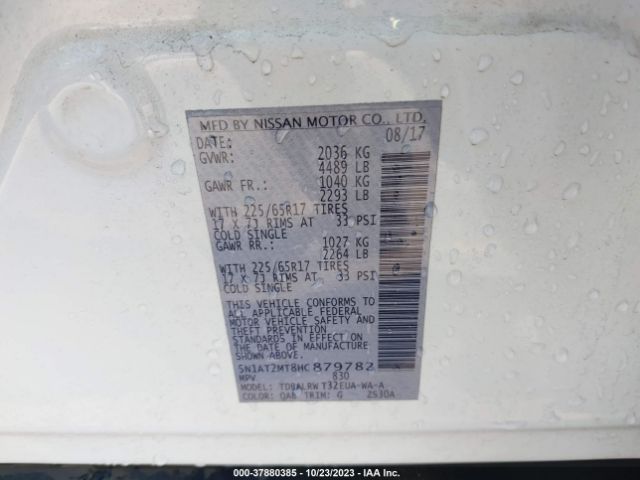 MFD BY NISSAN MOTOR CO., LTD.
DATE: 08/17
GVWR: 2036 KG
4489 LB
GAWR FR.: 1040 KG
2293 LB
WITH 225/65R17 TIRES
17 X 7J RIMS AT 33 PSI
COLD SINGLE
GAWR RR.: 1027 KG
2264 LB
WITH 225/65R17 TIRES
17 X 7J RIMS AT 33 PSI
COLD SINGLE
THIS VEHICLE CONFORMS TO
ALL APPLICABLE FEDERAL
MOTOR VEHICLE SAFETY AND
THEFT PREVENTION
STANDARDS IN EFFECT ON
THE DATE OF MANUFACTURE
SHOWN ABOVE.
5N1AT2MT8HC879782
MPV 830
MODEL: T32EUA-WA-A
COLOR: QAB TRIM: G ZS30A
000-37880385 - 10/23/2023 - IAA Inc.